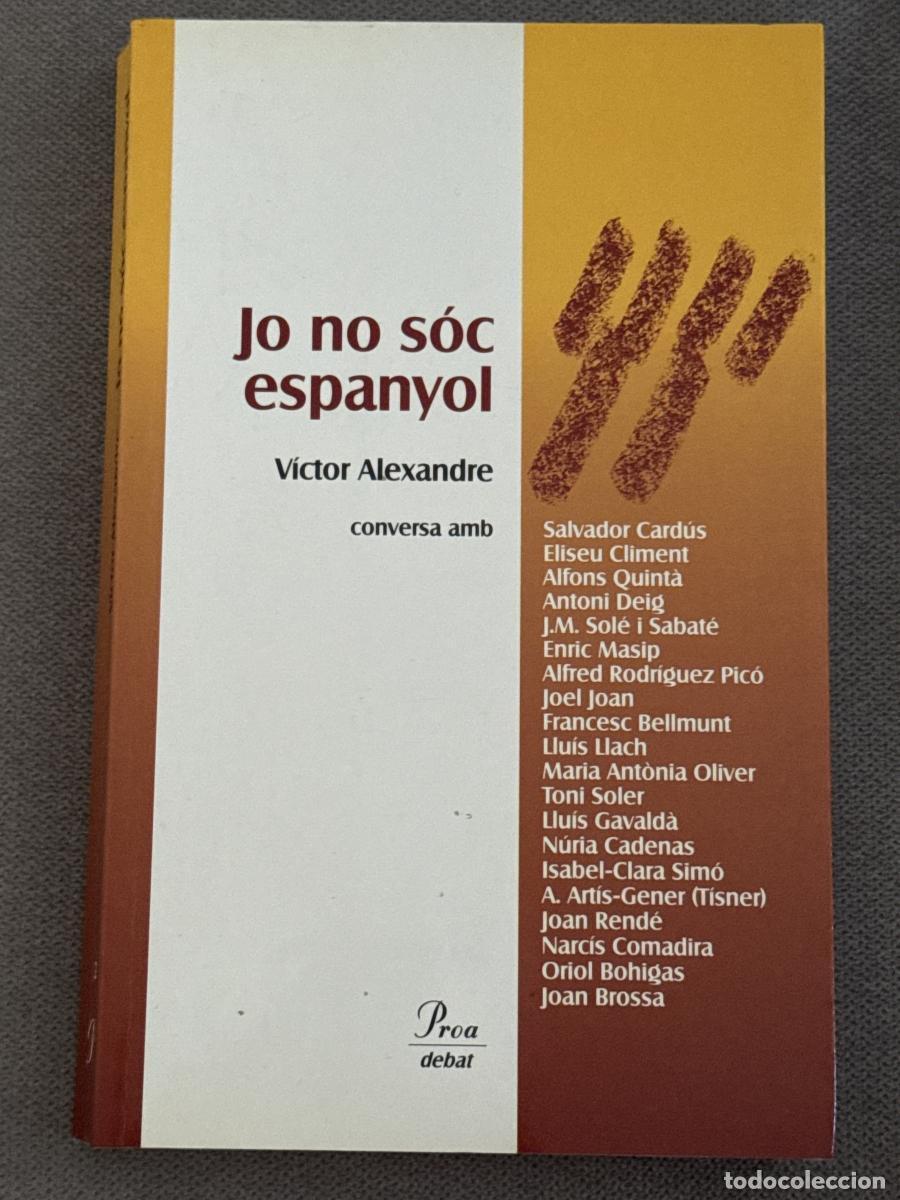 Jo no sóc
espanyol
Víctor Alexandre
conversa amb
Salvador Cardús
Eliseu Climent
Alfons Quintà
Antoni Deig
J.M. Solé i Sabaté
Enric Masip
Alfred Rodríguez Picó
Joel Joan
Francesc Bellmunt
Lluís Llach
Maria Antònia Oliver
Toni Soler
Lluís Gavaldà
Núria Cadenas
Isabel-Clara Simó
A. Artís-Gener (Tísner)
Joan Rendé
Narcís Comadira
Oriol Bohigas
Joan Brossa
Proa
debat
todocoleccion